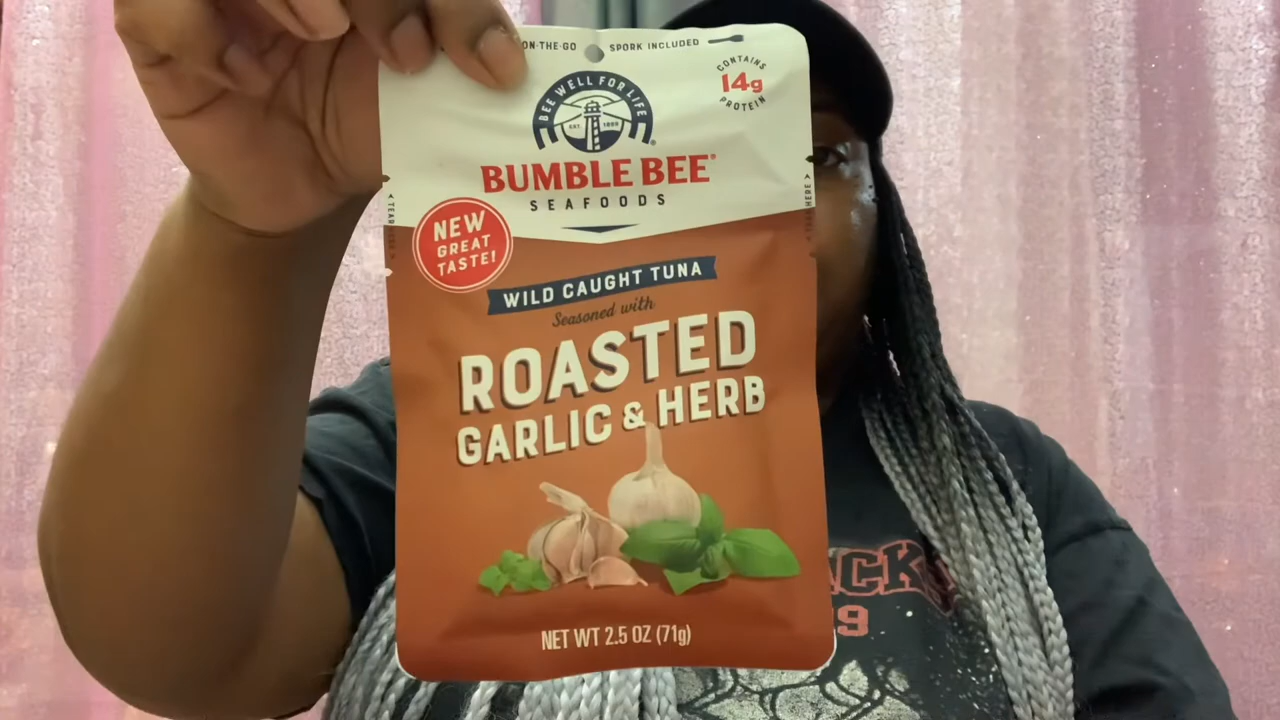 ON-THE-GO SPORK INCLUDED
CONTAINS
14g
PROTEIN
BEE WELL FOR LIFE
EST. 1899
BUMBLE BEE®
SEAFOODS
NEW
GREAT
TASTE!
WILD CAUGHT TUNA
Seasoned with
ROASTED
GARLIC & HERB
NET WT 2.5 OZ (71g)